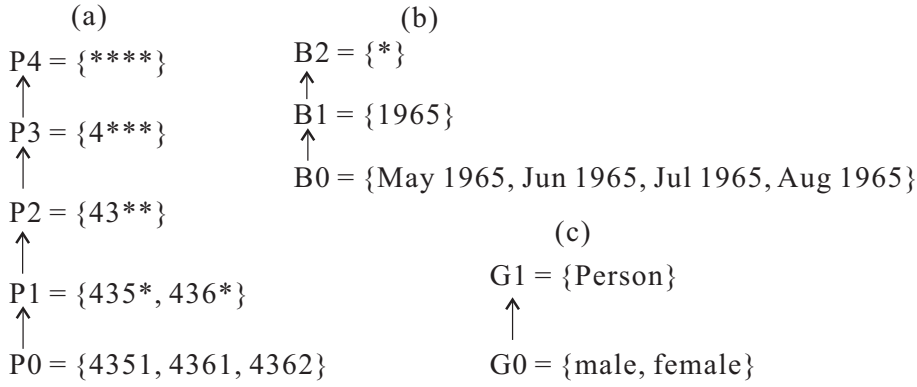 (a)
P4 = {****}
P3 = {4***}
P2 = {43**}
P1 = {435*, 436*}
P0 = {4351, 4361, 4362}
(b)
B2 = {*}
B1 = {1965}
B0 = {May 1965, Jun 1965, Jul 1965, Aug 1965}
(c)
G1 = {Person}
G0 = {male, female}